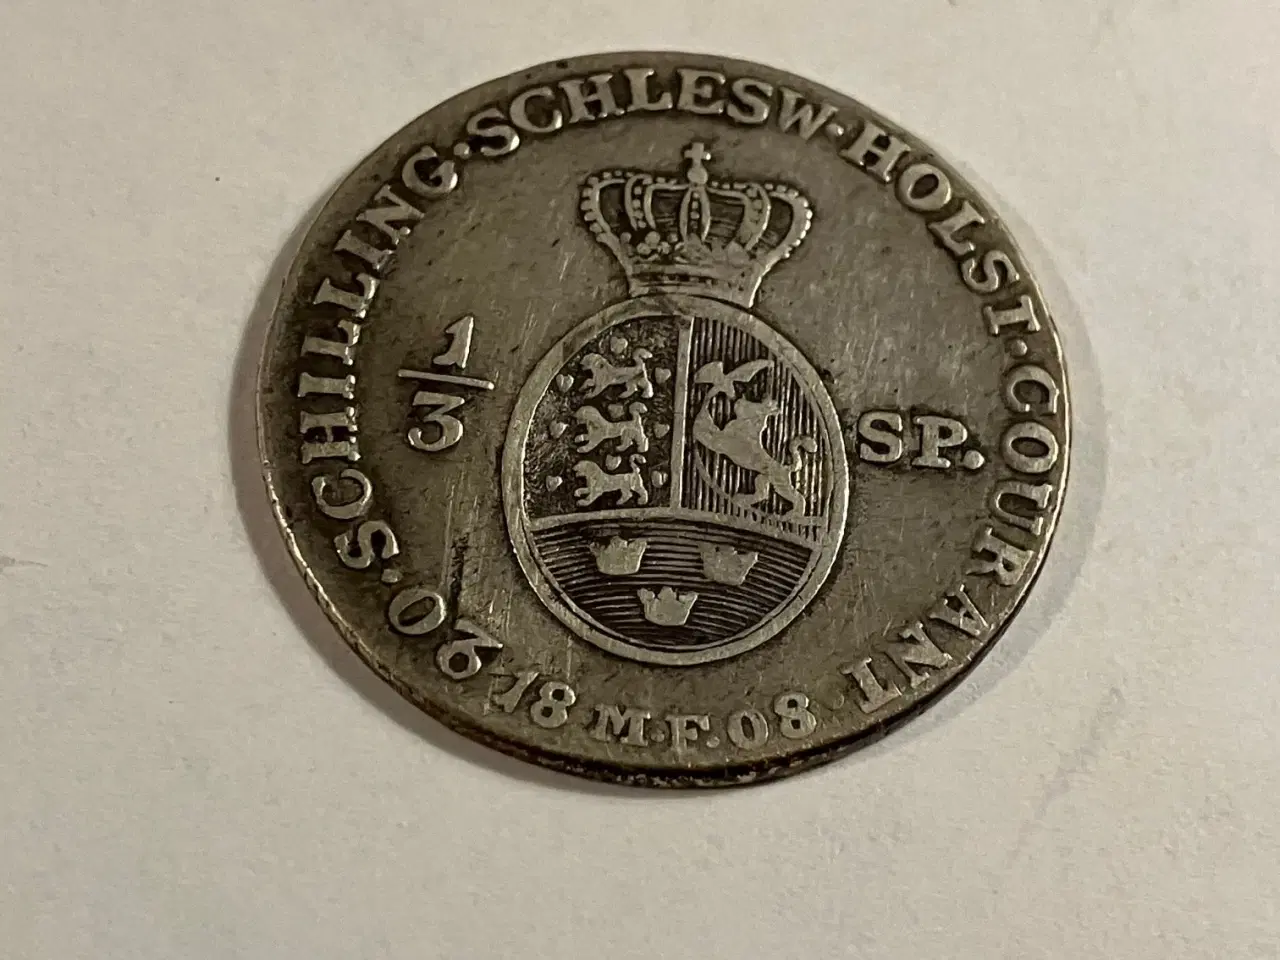 20·S·SCHILLING·SCHLESW·HOLST·COURANT
1/3 SP.
18 M.F. 08